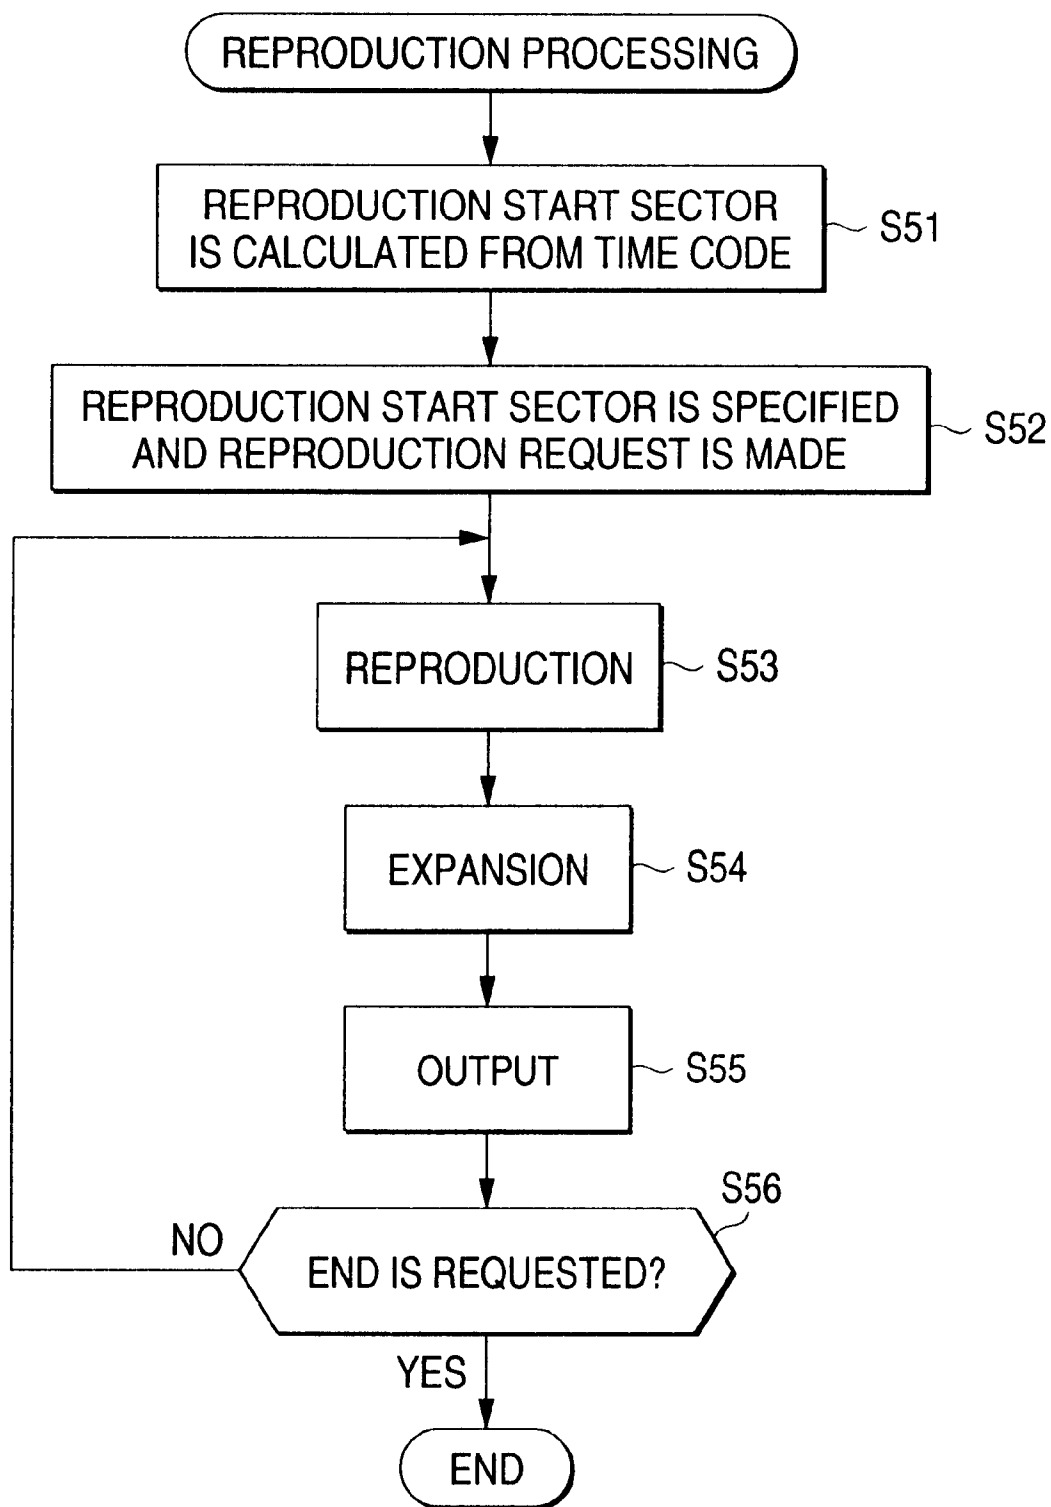 REPRODUCTION PROCESSING
REPRODUCTION START SECTOR
IS CALCULATED FROM TIME CODE
S51
REPRODUCTION START SECTOR IS SPECIFIED
AND REPRODUCTION REQUEST IS MADE
S52
REPRODUCTION
S53
EXPANSION
S54
OUTPUT
S55
S56
NO
END IS REQUESTED?
YES
END